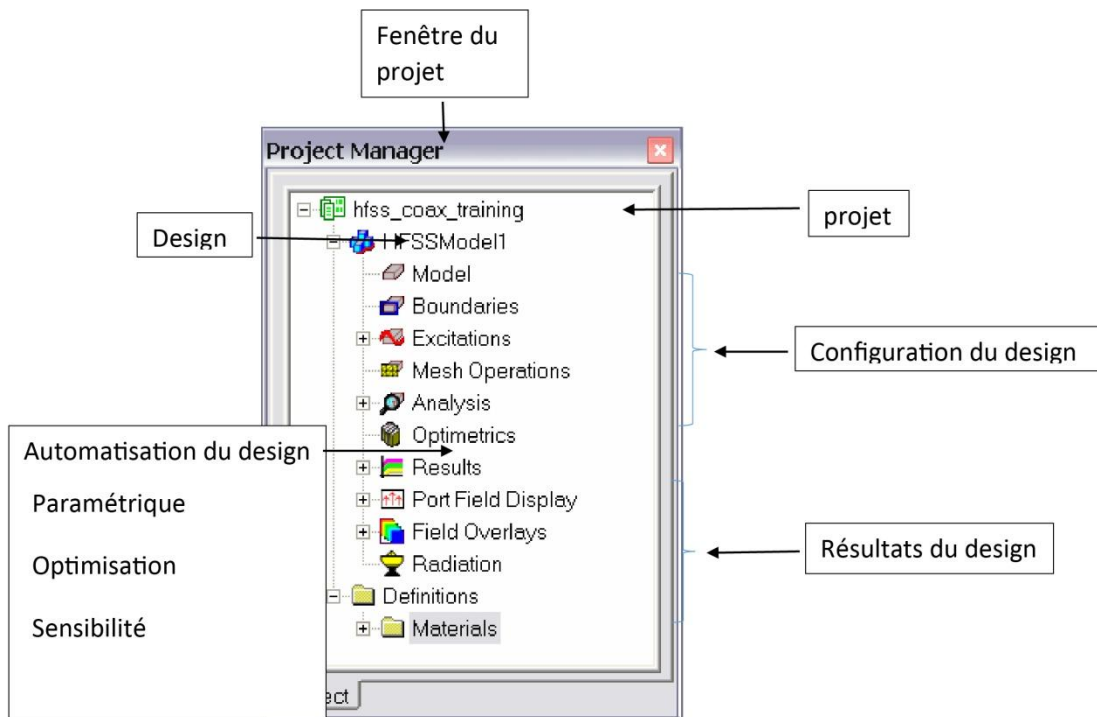 Fenêtre du
projet
Project Manager
hfss_coax_training
projet
Design
HFSSModel1
Model
Boundaries
Excitations
Configuration du design
Mesh Operations
Analysis
Optimetrics
Automatisation du design
Paramétrique
Optimisation
Sensibilité
Results
Port Field Display
Field Overlays
Résultats du design
Radiation
Definitions
Materials
ect